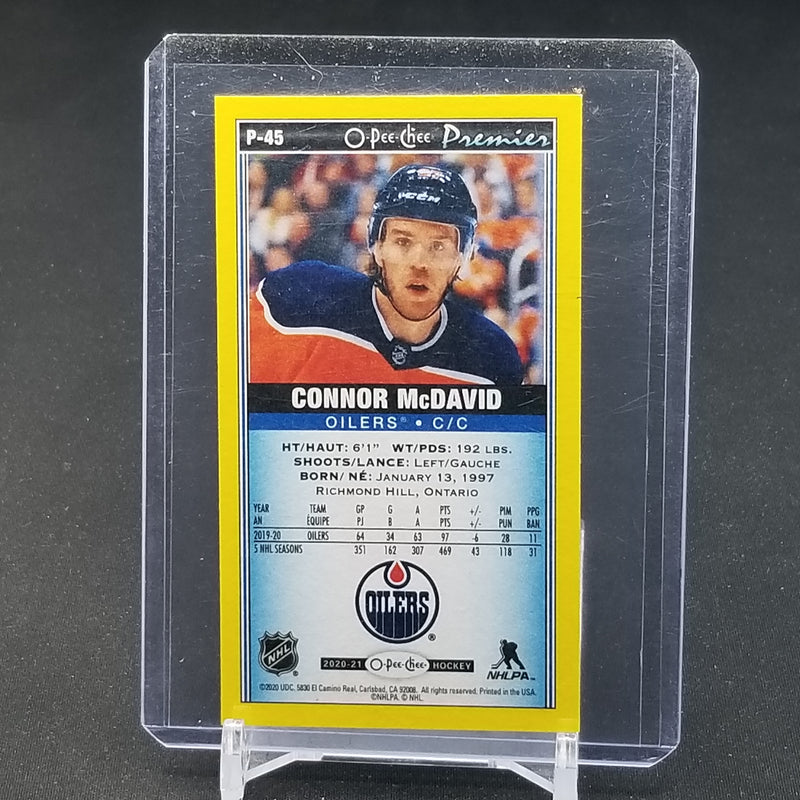 P-45 O-Pee-Chee Premier
CCM
CONNOR McDAVID
OILERS® • C/C
HT/HAUT: 6'1" WT/PDS: 192 LBS.
SHOOTS/LANCE: LEFT/GAUCHE
BORN/ NÉ: JANUARY 13, 1997
RICHMOND HILL, ONTARIO
YEAR TEAM GP G A PTS +/- PIM PPG
AN ÉQUIPE PJ B A PTS +/- PUN BAN
2019-20 OILERS 64 34 63 97 -6 28 11
5 NHL SEASONS 351 162 307 469 43 118 31
OILERS ®
NHL
2020-21 O-Pee-Chee HOCKEY
NHLPA
©2020 UDC. 5830 El Camino Real, Carlsbad, CA 92008. All rights reserved. Printed in the USA.
©NHLPA. © NHL.